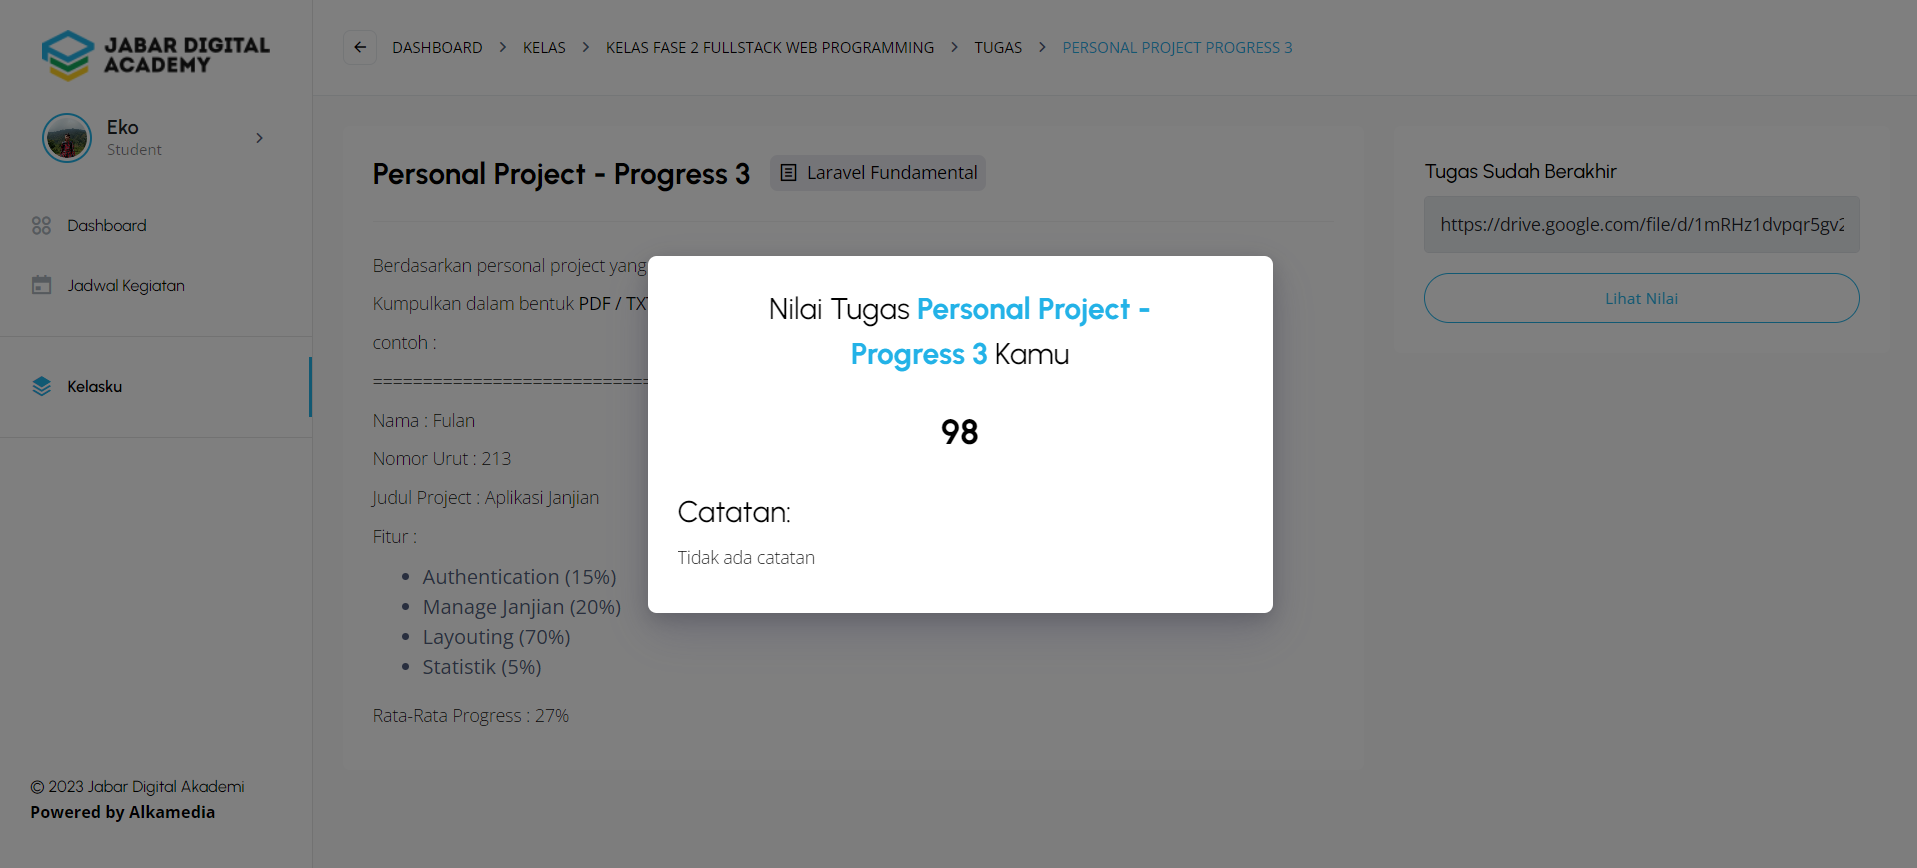 JABAR DIGITAL
ACADEMY
Eko
Student
Dashboard
Jadwal Kegiatan
Kelasku
© 2023 Jabar Digital Akademi
Powered by Alkamedia
DASHBOARD > KELAS > KELAS FASE 2 FULLSTACK WEB PROGRAMMING > TUGAS > PERSONAL PROJECT PROGRESS 3
Personal Project - Progress 3 Laravel Fundamental
Berdasarkan personal project yang
Kumpulkan dalam bentuk PDF / TXT
contoh :
===========================
Nama : Fulan
Nomor Urut : 213
Judul Project : Aplikasi Janjian
Fitur :
• Authentication (15%)
• Manage Janjian (20%)
• Layouting (70%)
• Statistik (5%)
Rata-Rata Progress : 27%
Nilai Tugas Personal Project -
Progress 3 Kamu
98
Catatan:
Tidak ada catatan
Tugas Sudah Berakhir
https://drive.google.com/file/d/1mRHz1dvpqr5gv2
Lihat Nilai